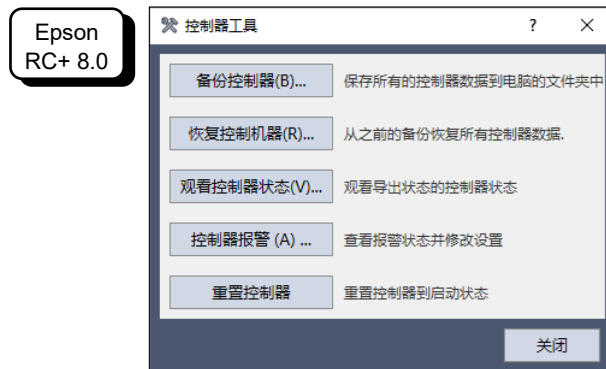 Epson
RC+ 8.0
控制器工具
? ×
备份控制器(B)... 保存所有的控制器数据到电脑的文件夹中
恢复控制机器(R)... 从之前的备份恢复所有控制器数据.
观看控制器状态(V)... 观看导出状态的控制器状态
控制器报警 (A) ... 查看报警状态并修改设置
重置控制器 重置控制器到启动状态
关闭